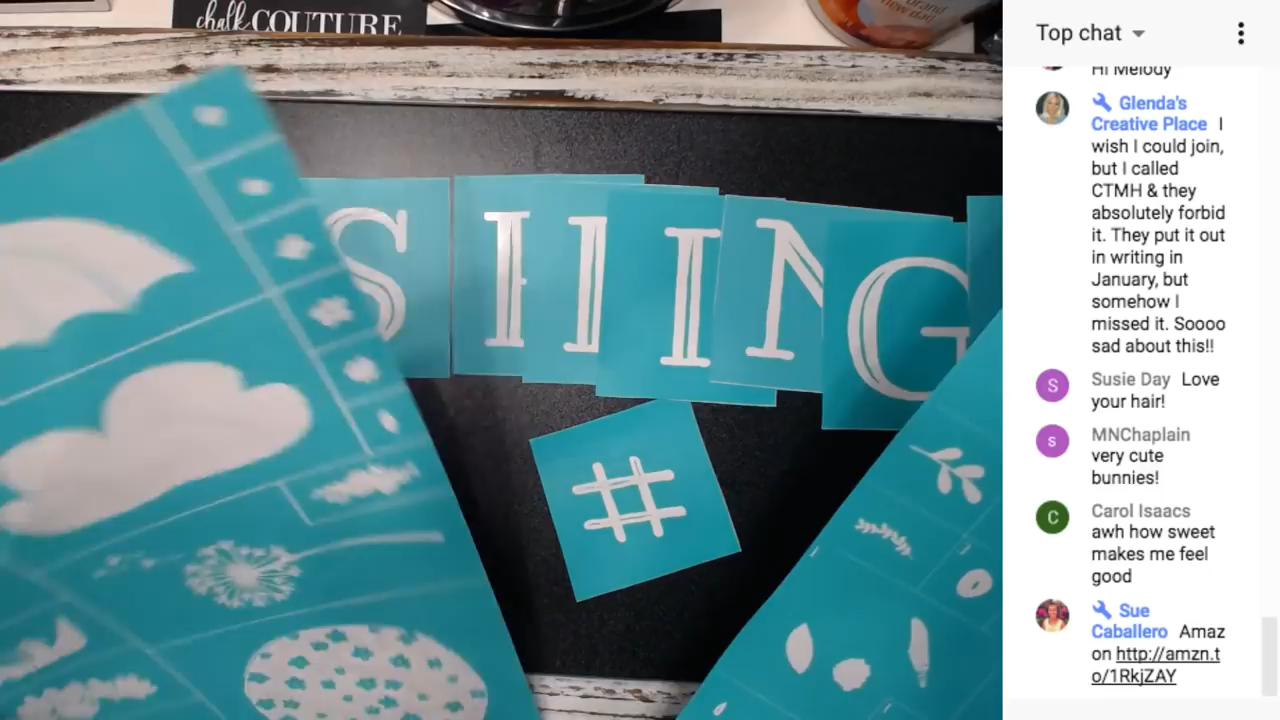 chalk COUTURE
brand
new day
S I I I N G
#
Top chat
Hi Melody
Glenda's
Creative Place I
wish I could join,
but I called
CTMH & they
absolutely forbid
it. They put it out
in writing in
January, but
somehow I
missed it. Soooo
sad about this!!
S Susie Day Love
your hair!
s MNChaplain
very cute
bunnies!
C Carol Isaacs
awh how sweet
makes me feel
good
Sue
Caballero Amaz
on http://amzn.t
o/1RkjZAY